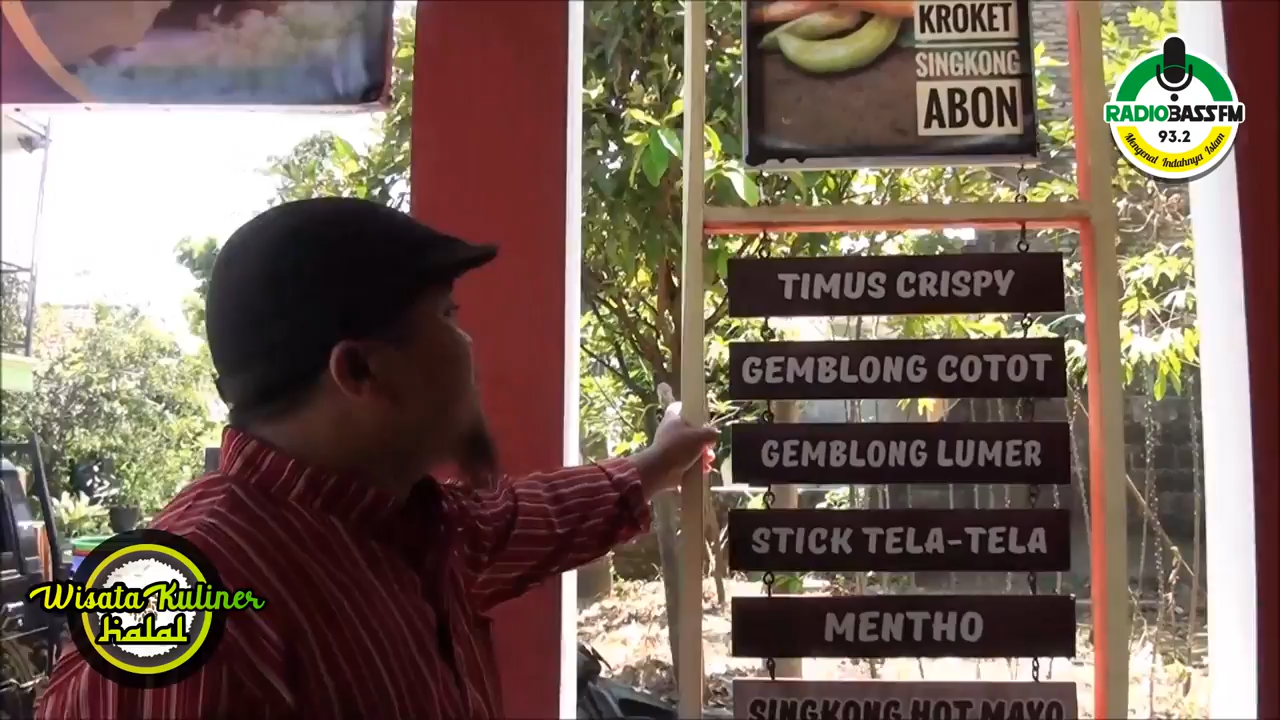 KROKET
SINGKONG
ABON
RADIOBASSFM
93.2
Mengenal Indahnya Islam
TIMUS CRISPY
GEMBLONG COTOT
GEMBLONG LUMER
STICK TELA-TELA
MENTHO
SINGKONG HOT MAYO
Wisata Kuliner
Halal